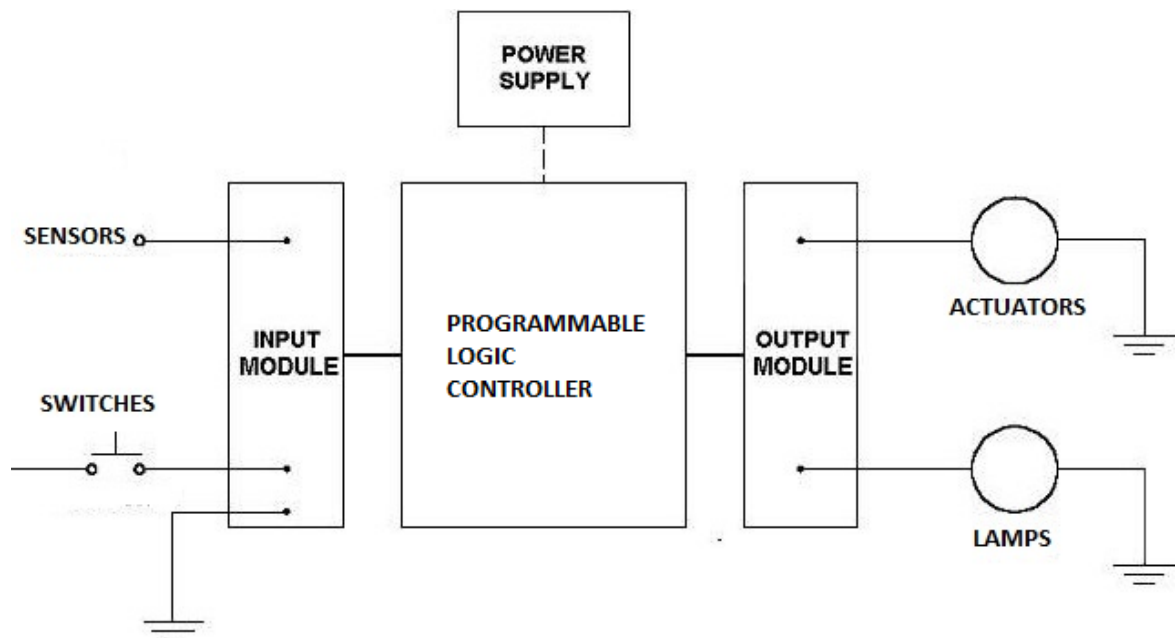 POWER
SUPPLY
SENSORS
INPUT
MODULE
SWITCHES
PROGRAMMABLE
LOGIC
CONTROLLER
OUTPUT
MODULE
ACTUATORS
LAMPS